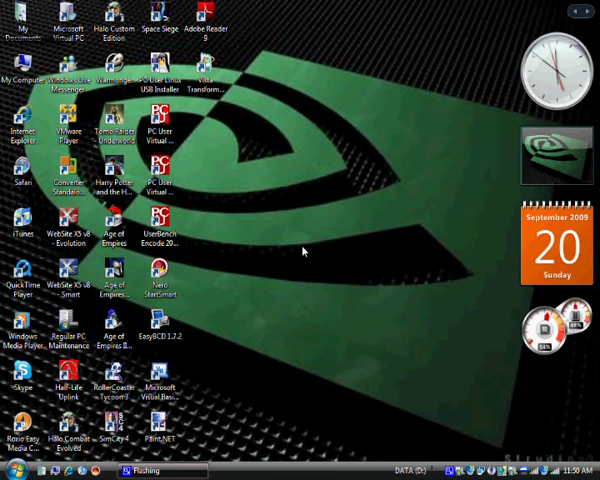 My Documents
Microsoft Virtual PC
Halo Custom Edition
Space Siege
Adobe Reader 9
My Computer
Windows Live Messenger
Warmonger
PC User Linux USB Installer
Vista Transform...
Internet Explorer
VMware Player
Tomb Raider - Underworld
PC User Virtual ...
Safari
Converter Standalo...
Harry Potter and the H...
PC User Virtual ...
iTunes
WebSite X5 v8 - Evolution
Age of Empires
UserBench Encode 20...
QuickTime Player
WebSite X5 v8 - Smart
Age of Empires...
Nero StartSmart
Windows Media Player
Regular PC Maintenance
Age of Empires II...
EasyBCD 1.7.2
Skype
Half-Life Uplink
RollerCoaster Tycoon 3
Microsoft Visual Basi...
Roxio Easy Media C...
Halo Combat Evolved
SimCity 4
Paint.NET
September 2009
20
Sunday
Flashing
DATA (D:)
11:50 AM